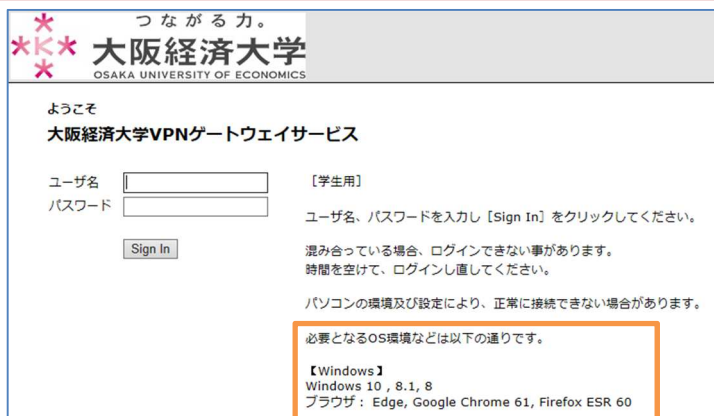 つながる力。
大阪経済大学
OSAKA UNIVERSITY OF ECONOMICS
ようこそ
大阪経済大学VPNゲートウェイサービス
ユーザ名
パスワード
Sign In
［学生用］
ユーザ名、パスワードを入力し［Sign In］をクリックしてください。
混み合っている場合、ログインできない事があります。
時間を空けて、ログインし直してください。
パソコンの環境及び設定により、正常に接続できない場合があります。
必要となるOS環境などは以下の通りです。
【Windows】
Windows 10 , 8.1, 8
ブラウザ： Edge, Google Chrome 61, Firefox ESR 60